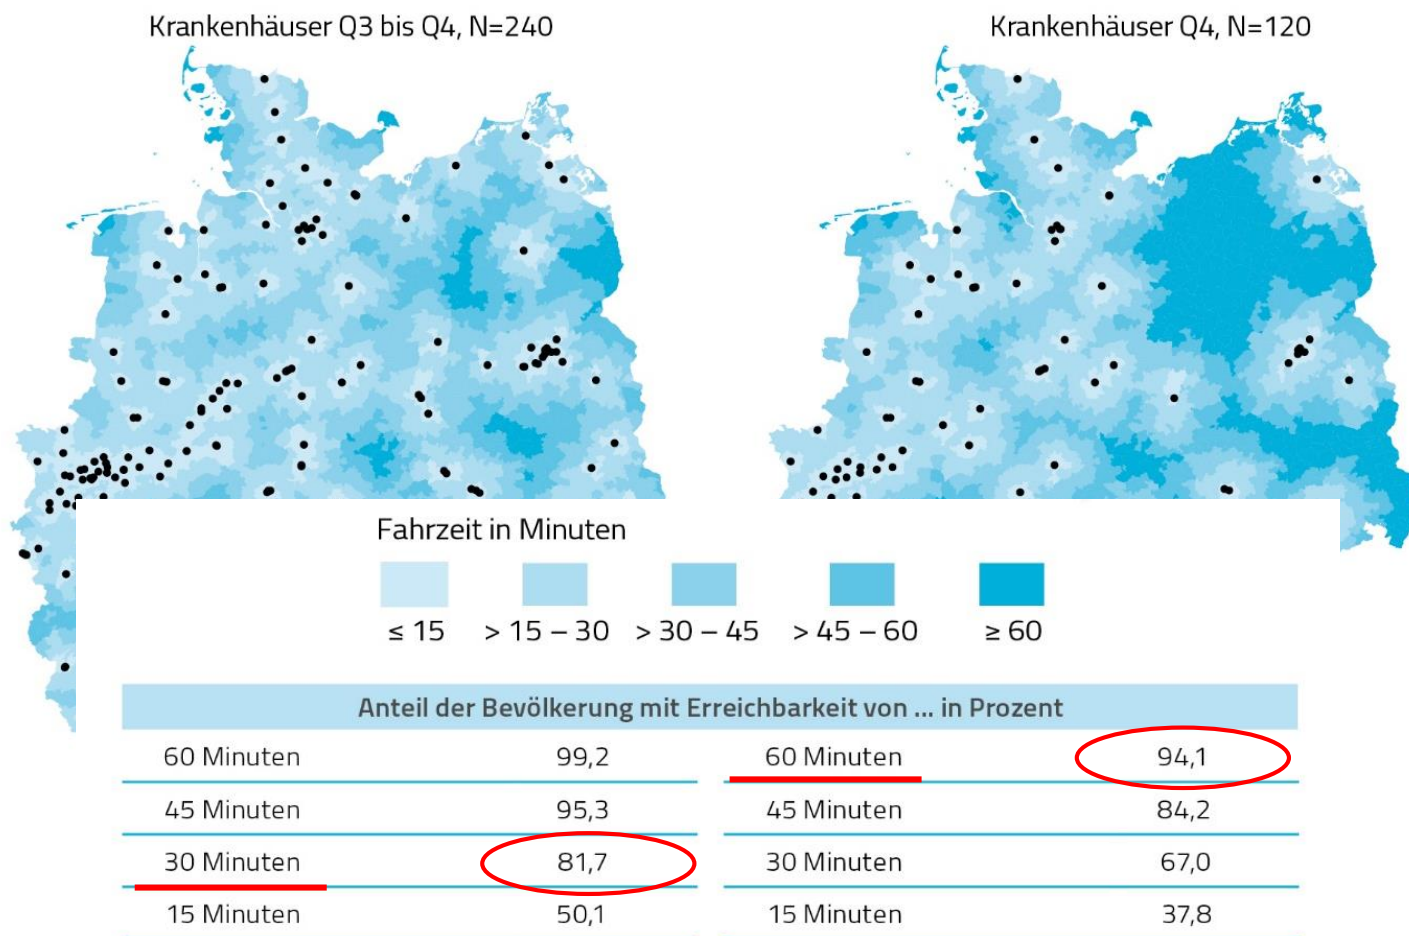 Krankenhäuser Q3 bis Q4, N=240
Krankenhäuser Q4, N=120
Fahrzeit in Minuten
≤ 15 > 15 – 30 > 30 – 45 > 45 – 60 ≥ 60
Anteil der Bevölkerung mit Erreichbarkeit von ... in Prozent
60 Minuten 99,2 60 Minuten 94,1
45 Minuten 95,3 45 Minuten 84,2
30 Minuten 81,7 30 Minuten 67,0
15 Minuten 50,1 15 Minuten 37,8